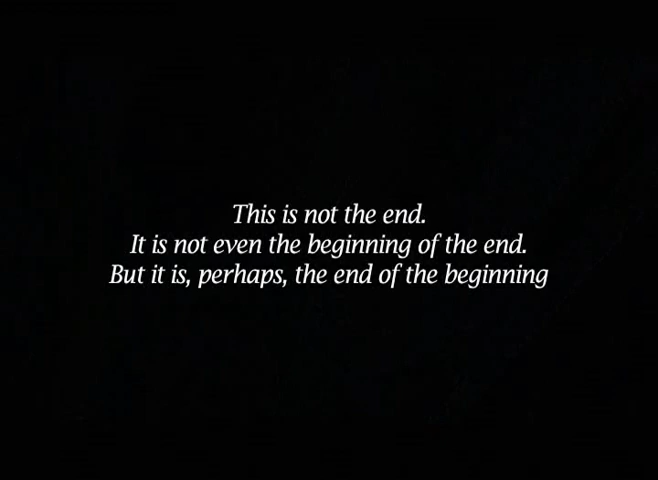 This is not the end.
It is not even the beginning of the end.
But it is, perhaps, the end of the beginning